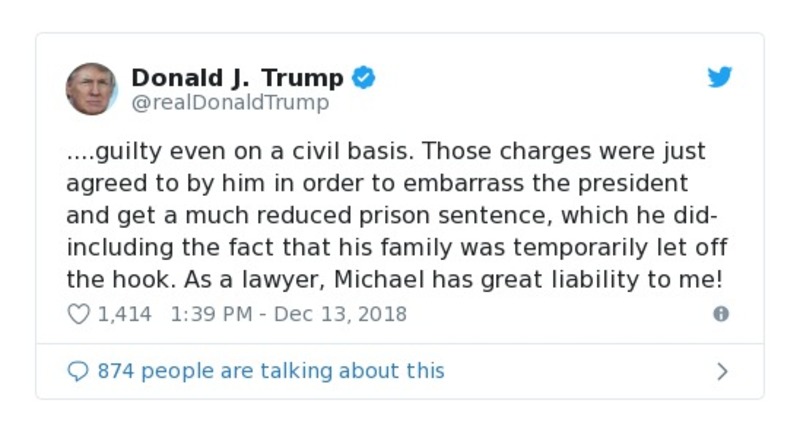 Donald J. Trump
@realDonaldTrump
....guilty even on a civil basis. Those charges were just
agreed to by him in order to embarrass the president
and get a much reduced prison sentence, which he did-
including the fact that his family was temporarily let off
the hook. As a lawyer, Michael has great liability to me!
1,414 1:39 PM - Dec 13, 2018
874 people are talking about this